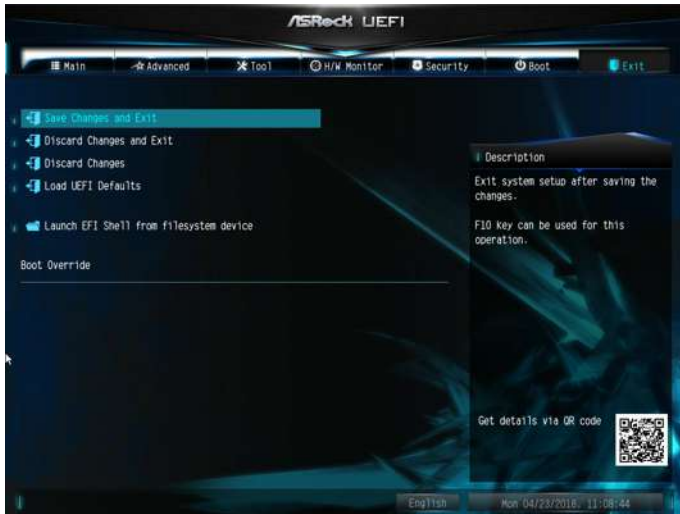 ASRock UEFI
Main Advanced Tool H/W Monitor Security Boot Exit
Save Changes and Exit
Discard Changes and Exit
Discard Changes
Load UEFI Defaults
Launch EFI Shell from filesystem device
Boot Override
Description
Exit system setup after saving the
changes.
F10 key can be used for this
operation.
Get details via QR code
English Mon 04/23/2018. 11:08:44